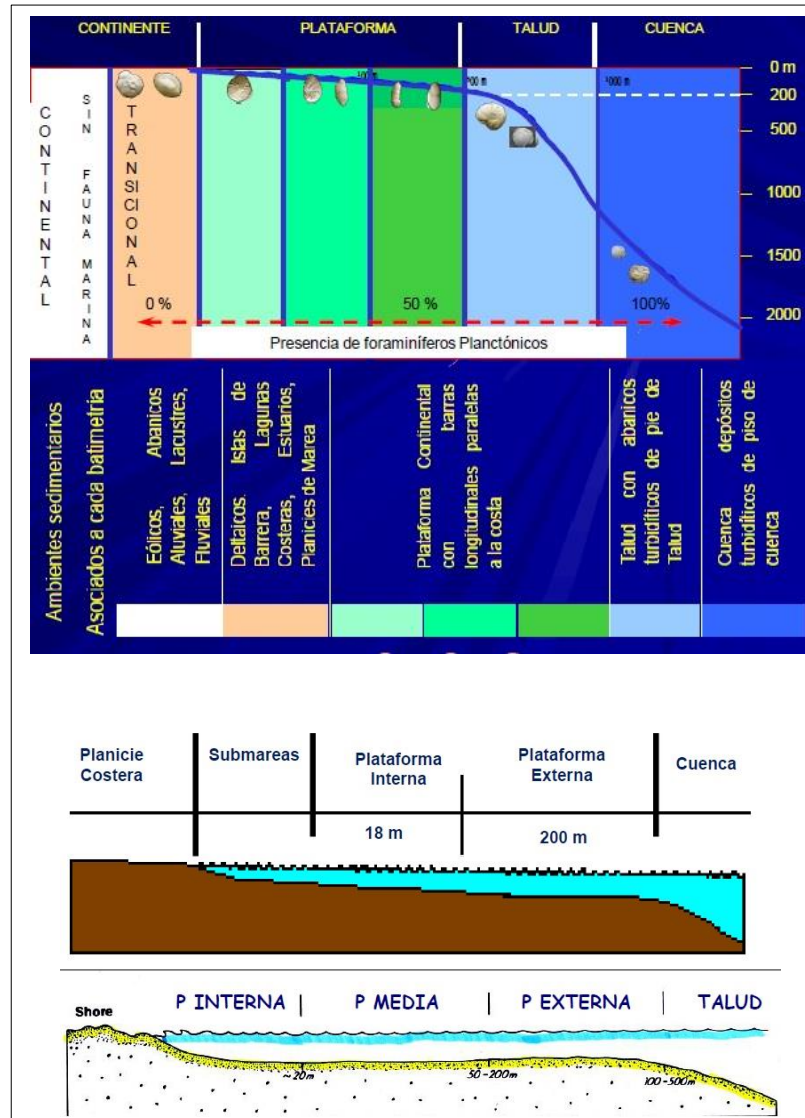 CONTINENTE PLATAFORMA TALUD CUENCA
0 m
200 m
1000 m
200
500
1000
1500
2000
CONTINENTAL
SIN FAUNA MARINA
TRANSICIONAL
0 % 50 % 100%
Presencia de foraminíferos Planctónicos
Ambientes sedimentarios
Asociados a cada batimetria
Eólicos, Abanicos
Aluviales, Lacustres,
Fluviales
Deltaicos. Islas de
Barrera, Lagunas
Costeras, Estuarios,
Planicies de Marea
Plataforma Continental
con barras
longitudinales paralelas
a la costa
Talud con abanicos
turbidíticos de pie de
Talud
Cuenca depósitos
turbidíticos de piso de
cuenca
Planicie
Costera
Submareas
Plataforma
Interna
Plataforma
Externa
Cuenca
18 m 200 m
Shore
P INTERNA | P MEDIA | P EXTERNA | TALUD
~20m 50-200m 100-500m